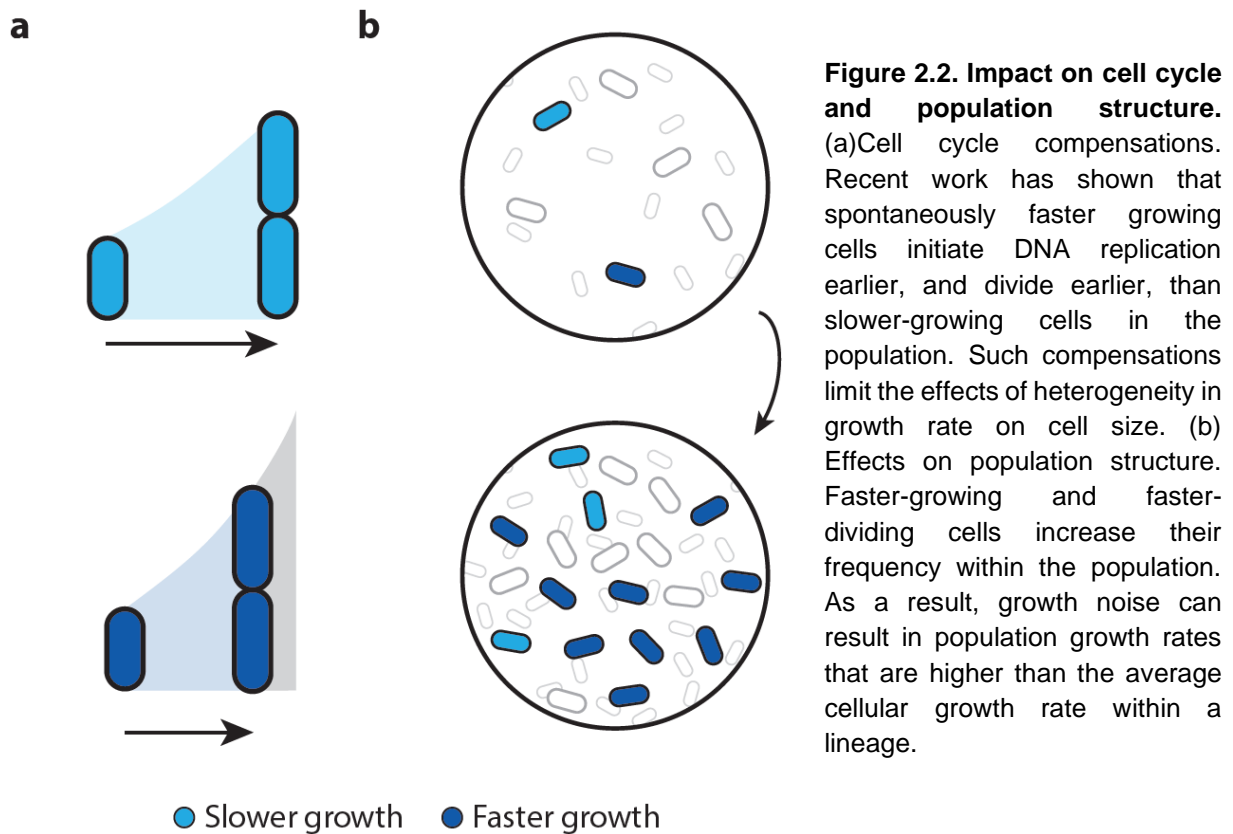 a
b
Figure 2.2. Impact on cell cycle
and population structure.
(a)Cell cycle compensations.
Recent work has shown that
spontaneously faster growing
cells initiate DNA replication
earlier, and divide earlier, than
slower-growing cells in the
population. Such compensations
limit the effects of heterogeneity in
growth rate on cell size. (b)
Effects on population structure.
Faster-growing and faster-
dividing cells increase their
frequency within the population.
As a result, growth noise can
result in population growth rates
that are higher than the average
cellular growth rate within a
lineage.
Slower growth
Faster growth